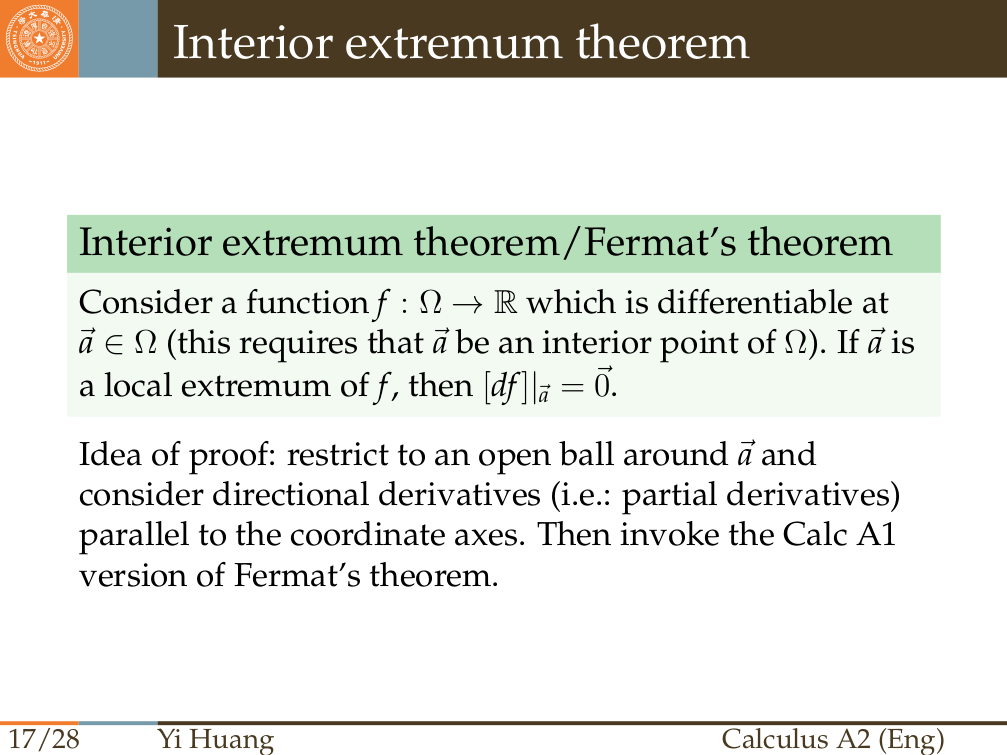 Interior extremum theorem
Interior extremum theorem/Fermat’s theorem
Consider a function f : Ω → ℝ which is differentiable at
a⃗ ∈ Ω (this requires that a⃗ be an interior point of Ω). If a⃗ is
a local extremum of f, then [df]|a⃗ = 0⃗.
Idea of proof: restrict to an open ball around a⃗ and
consider directional derivatives (i.e.: partial derivatives)
parallel to the coordinate axes. Then invoke the Calc A1
version of Fermat’s theorem.
17/28 Yi Huang Calculus A2 (Eng)